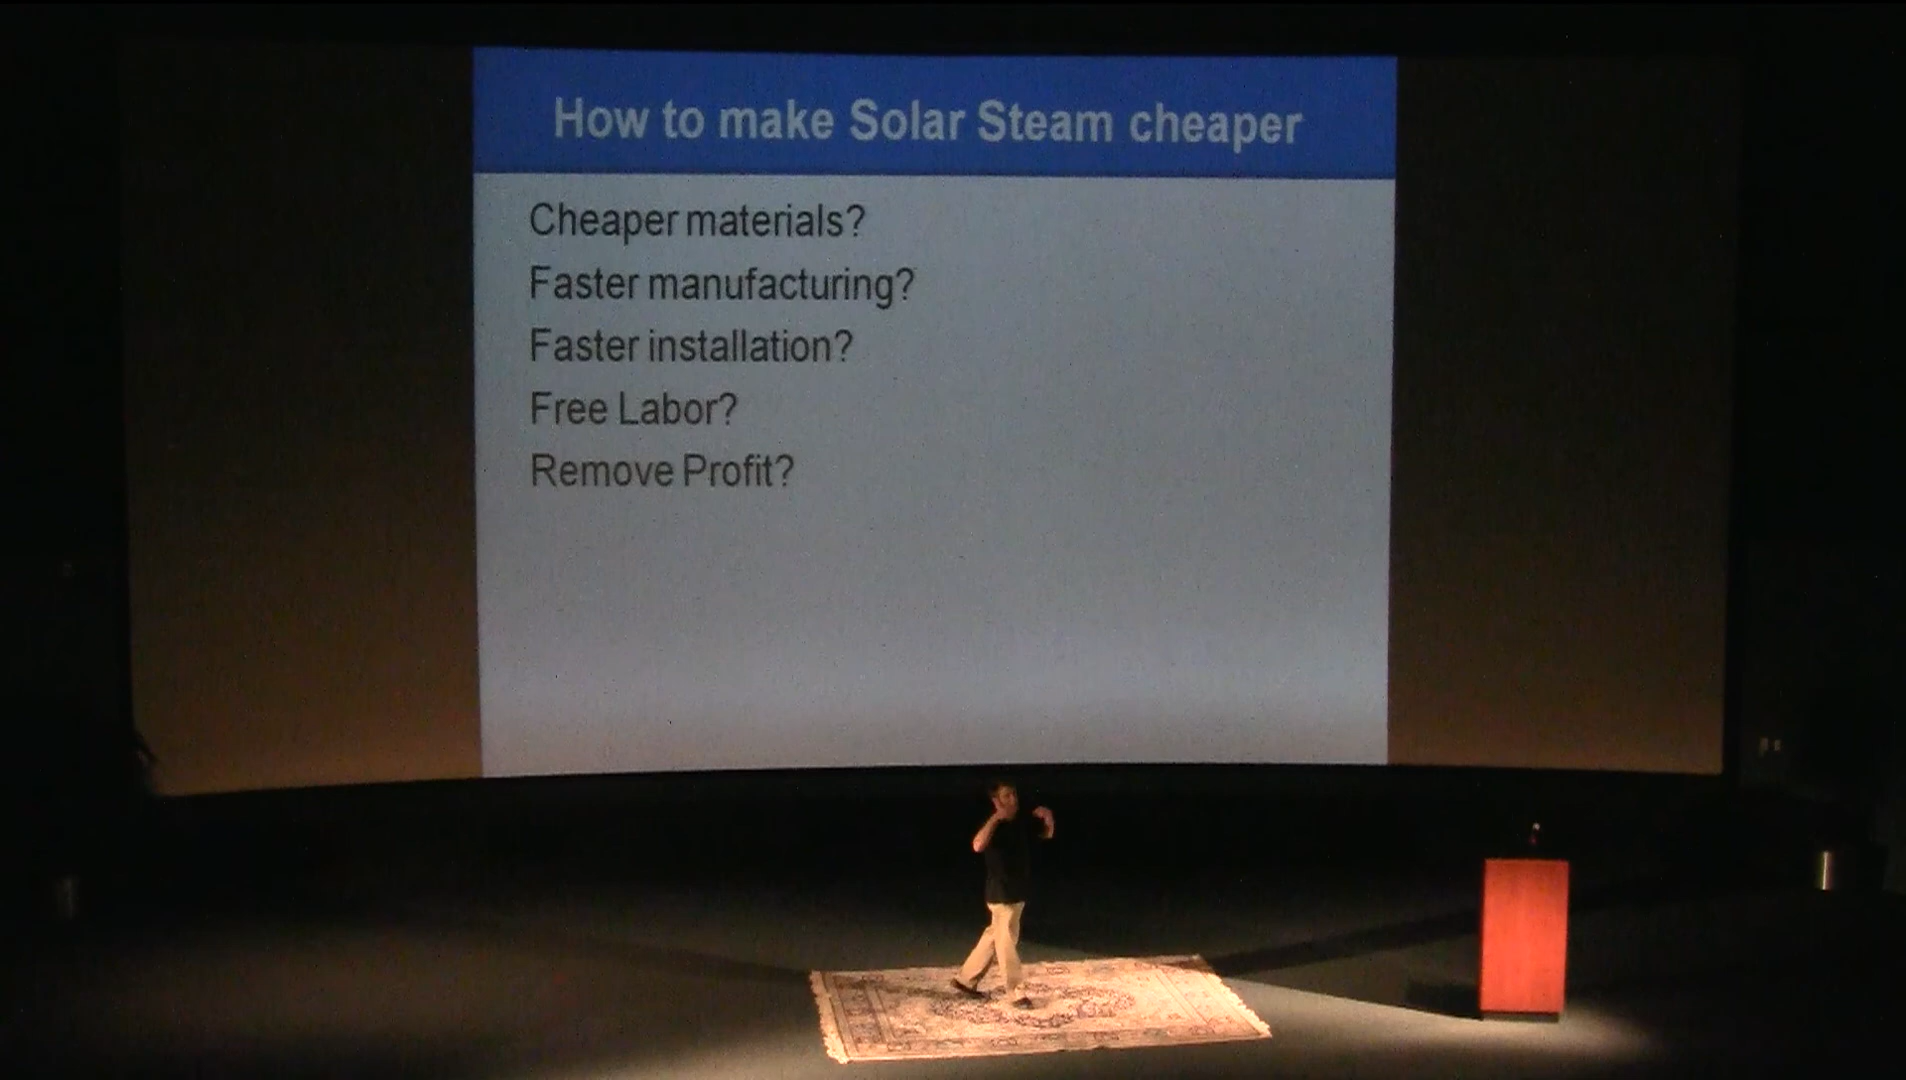 How to make Solar Steam cheaper
Cheaper materials?
Faster manufacturing?
Faster installation?
Free Labor?
Remove Profit?